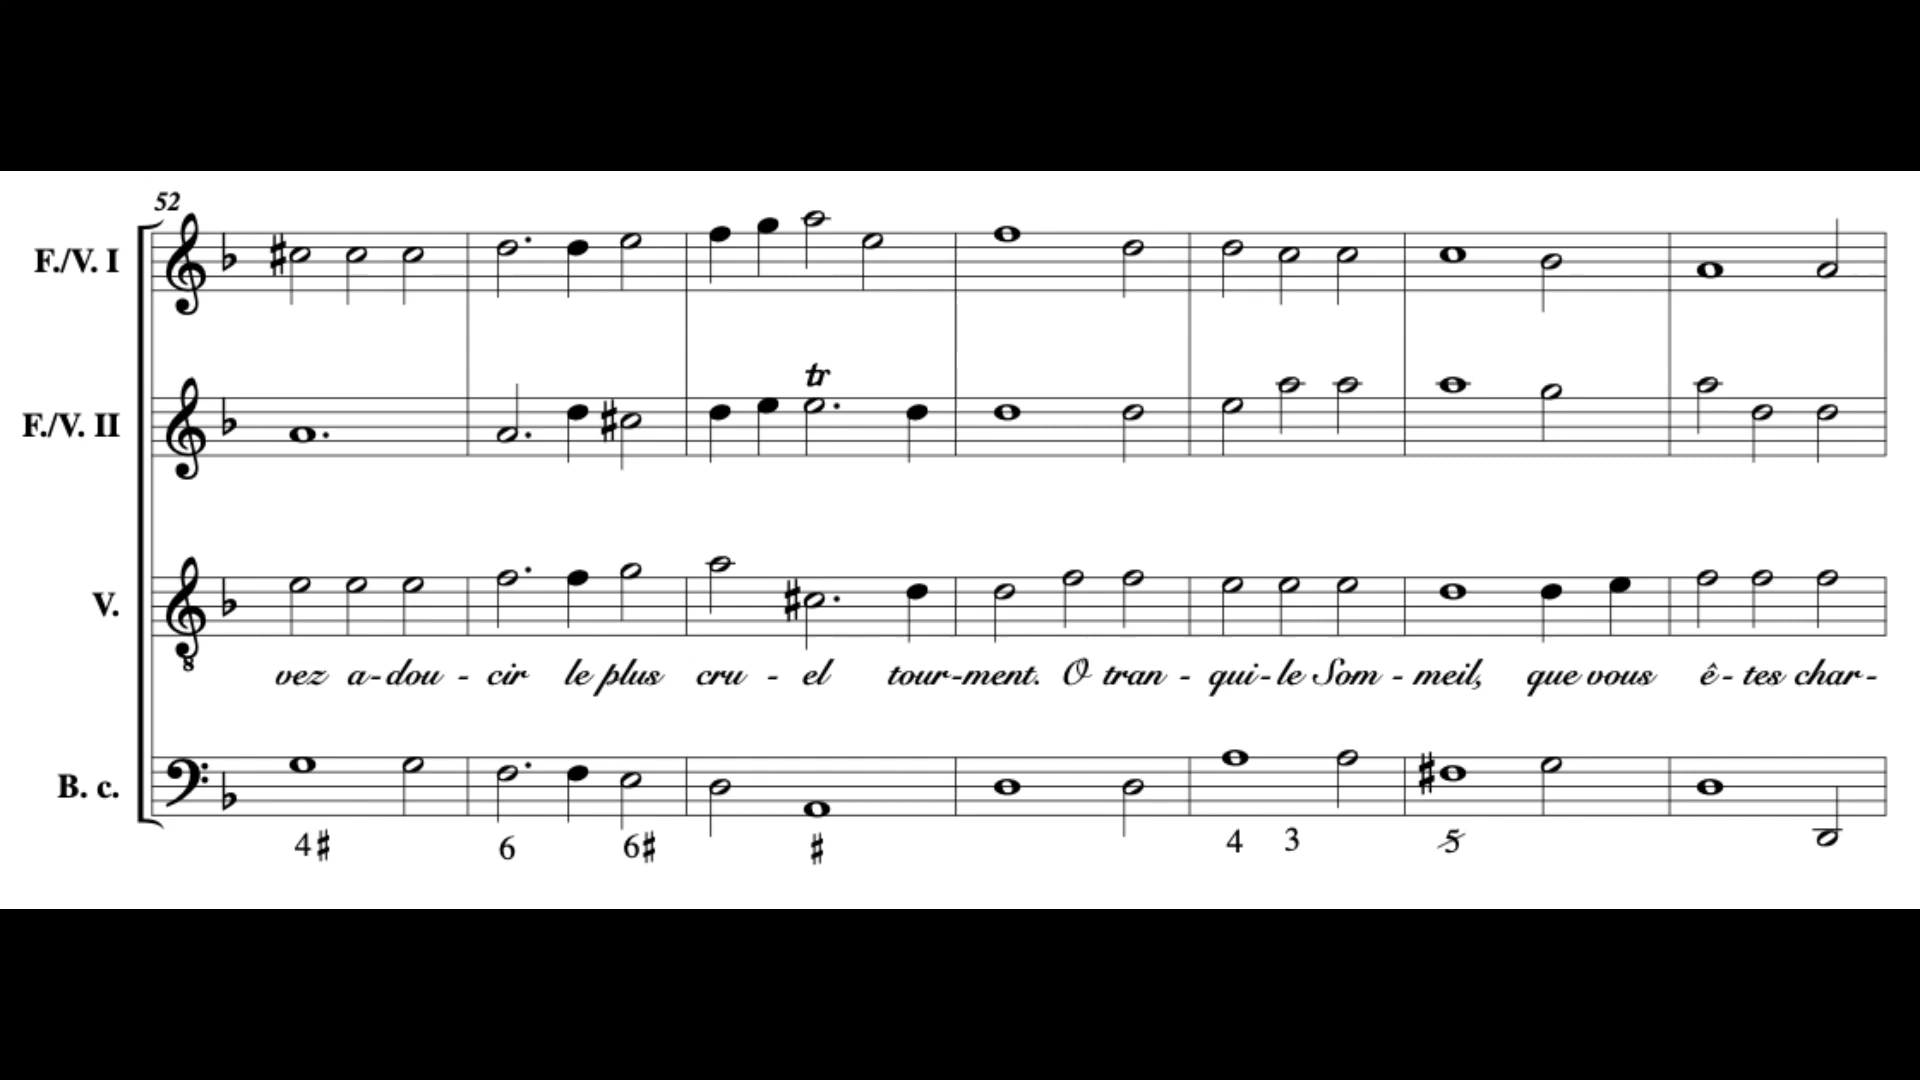 52
F./V. I
F./V. II
tr
V.
8
vez a-dou - cir le plus cru - el tour-ment. O tran - qui-le Som - meil, que vous ê - tes char -
B. c.
4♯ 6 6♯ ♯ 4 3 5